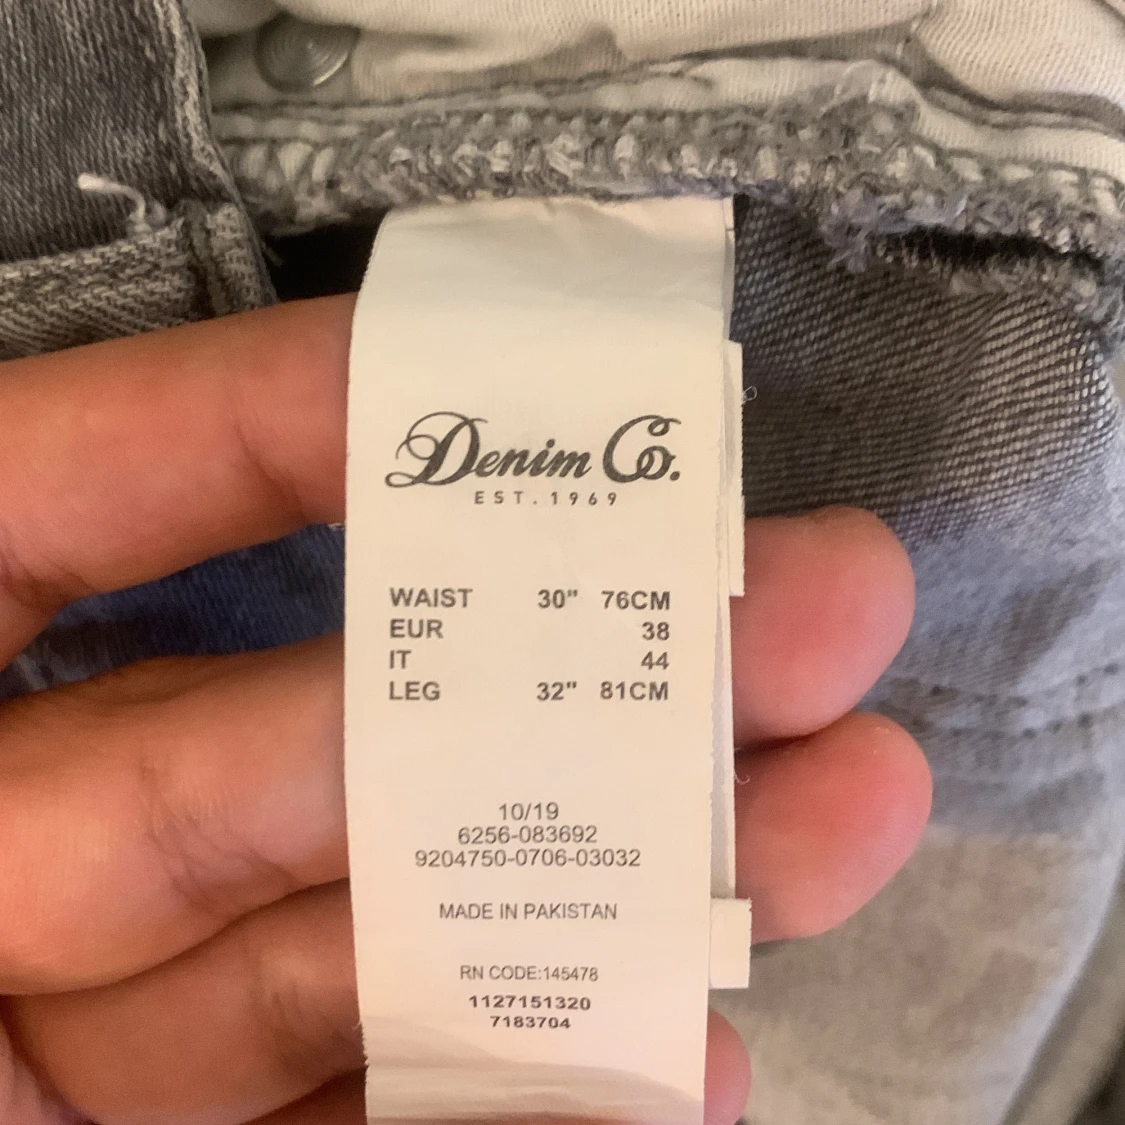 Denim Co.
EST. 1969
WAIST 30" 76CM
EUR 38
IT 44
LEG 32" 81CM
10/19
6256-083692
9204750-0706-03032
MADE IN PAKISTAN
RN CODE:145478
1127151320
7183704